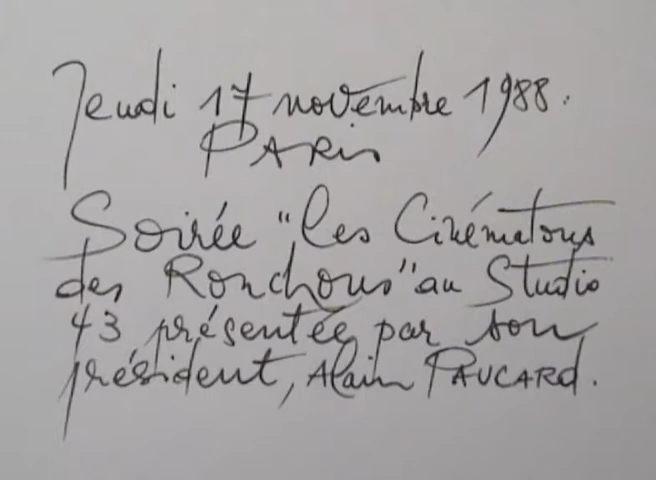 Jeudi 17 novembre 1988.
PARis
Soirée "les Cinématons
des Ronchons" au Studio
43 présentée par son
président, Alain PAUCARD.